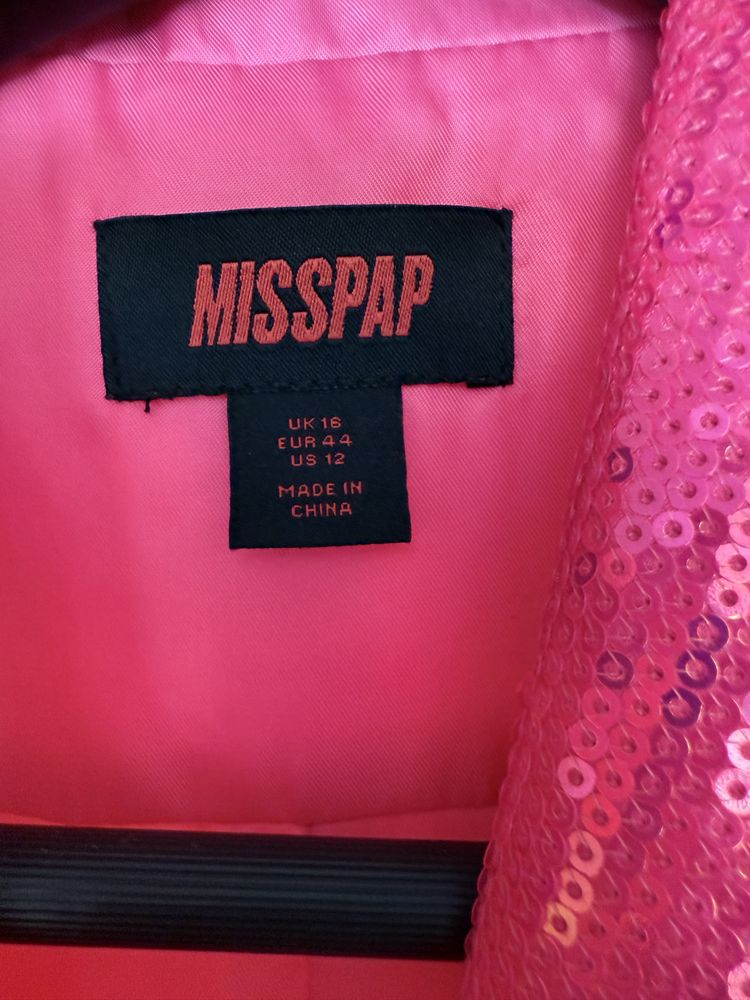 MISSPAP
UK 16
EUR 44
US 12
MADE IN
CHINA